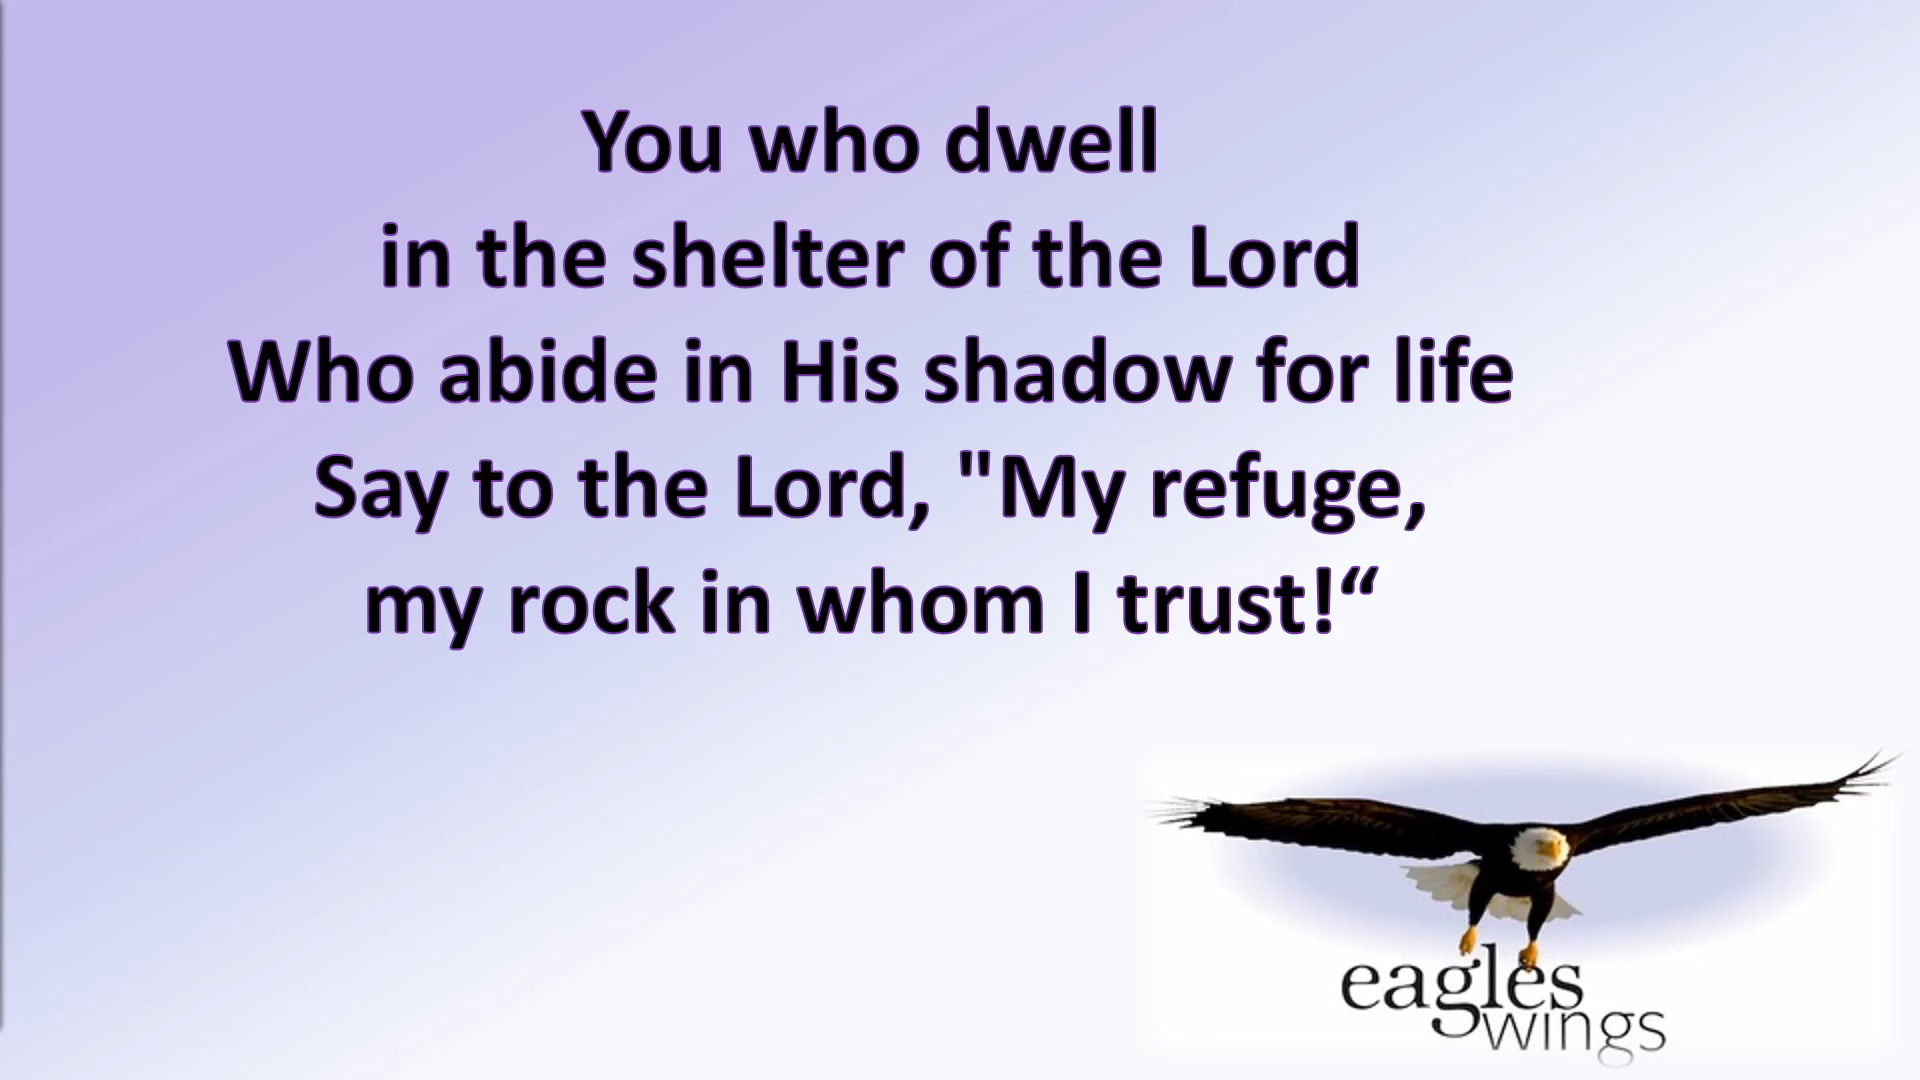 You who dwell
in the shelter of the Lord
Who abide in His shadow for life
Say to the Lord, "My refuge,
my rock in whom I trust!“
eagles
wings